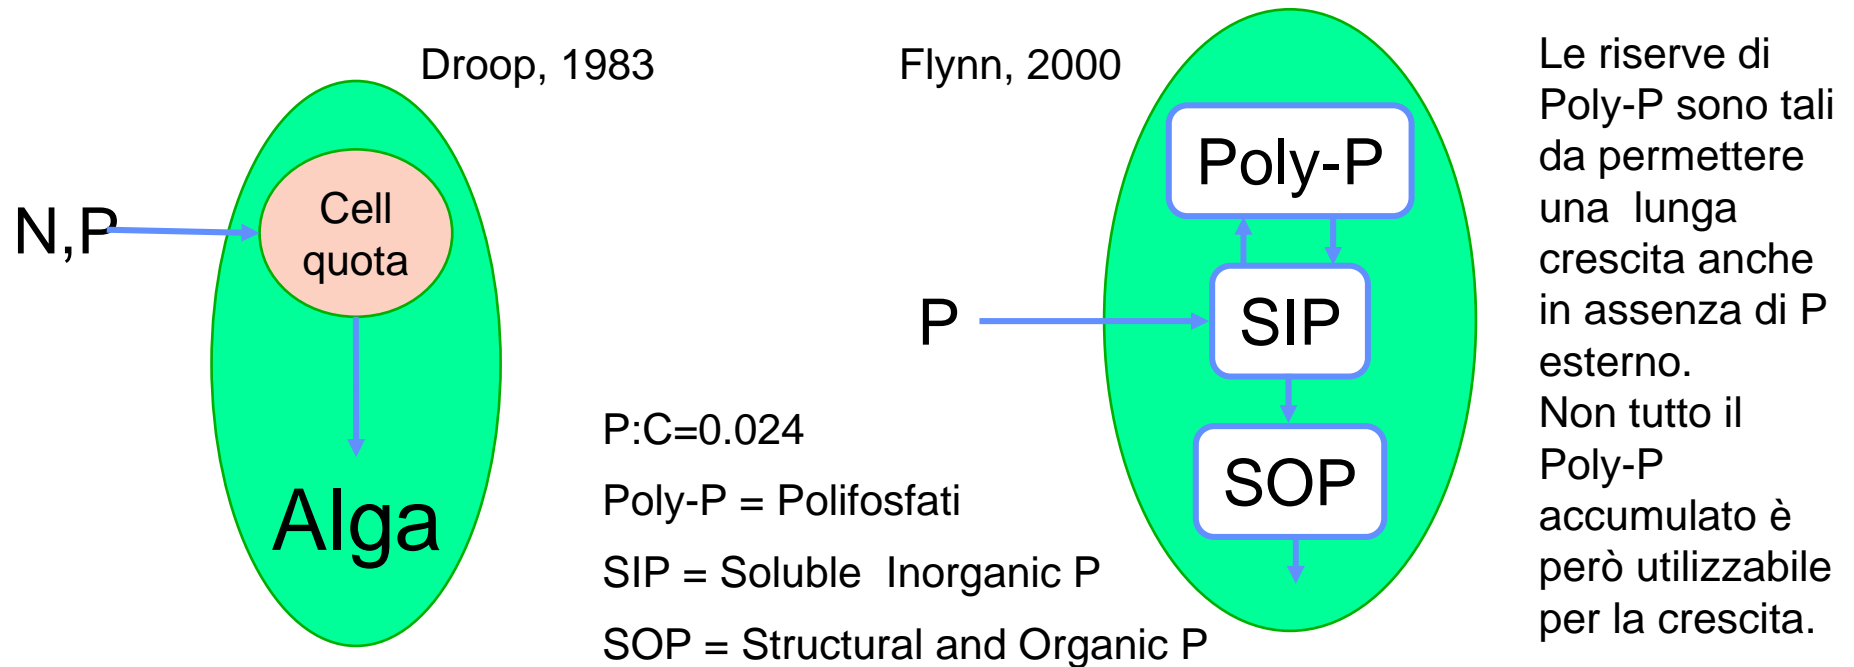 Droop, 1983
N,P
Cell
quota
Alga
Flynn, 2000
P
Poly-P
SIP
SOP
P:C=0.024
Poly-P = Polifosfati
SIP = Soluble Inorganic P
SOP = Structural and Organic P
Le riserve di
Poly-P sono tali
da permettere
una lunga
crescita anche
in assenza di P
esterno.
Non tutto il
Poly-P
accumulato è
però utilizzabile
per la crescita.